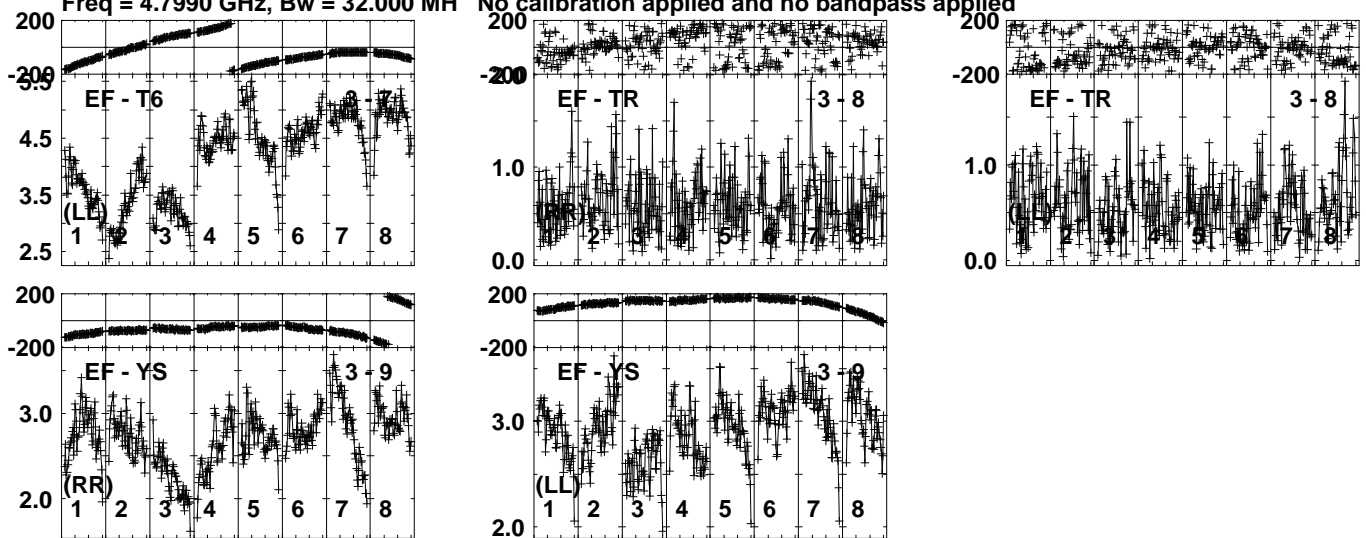 Freq = 4.7990 GHz, Bw = 32.000 MH No calibration applied and no bandpass applied
200
-200
EF - T6 3 - 7
4.5
3.5
(LL)
2.5
1 2 3 4 5 6 7 8
-200
EF - TR 3 - 8
1.0
(RR)
0.0
1 2 3 4 5 6 7 8
-200
EF - TR 3 - 8
1.0
(LL)
0.0
1 2 3 4 5 6 7 8
200
-200
EF - YS 3 - 9
3.0
(RR)
2.0
1 2 3 4 5 6 7 8
200
-200
EF - YS 3 - 9
3.0
(LL)
2.0
1 2 3 4 5 6 7 8